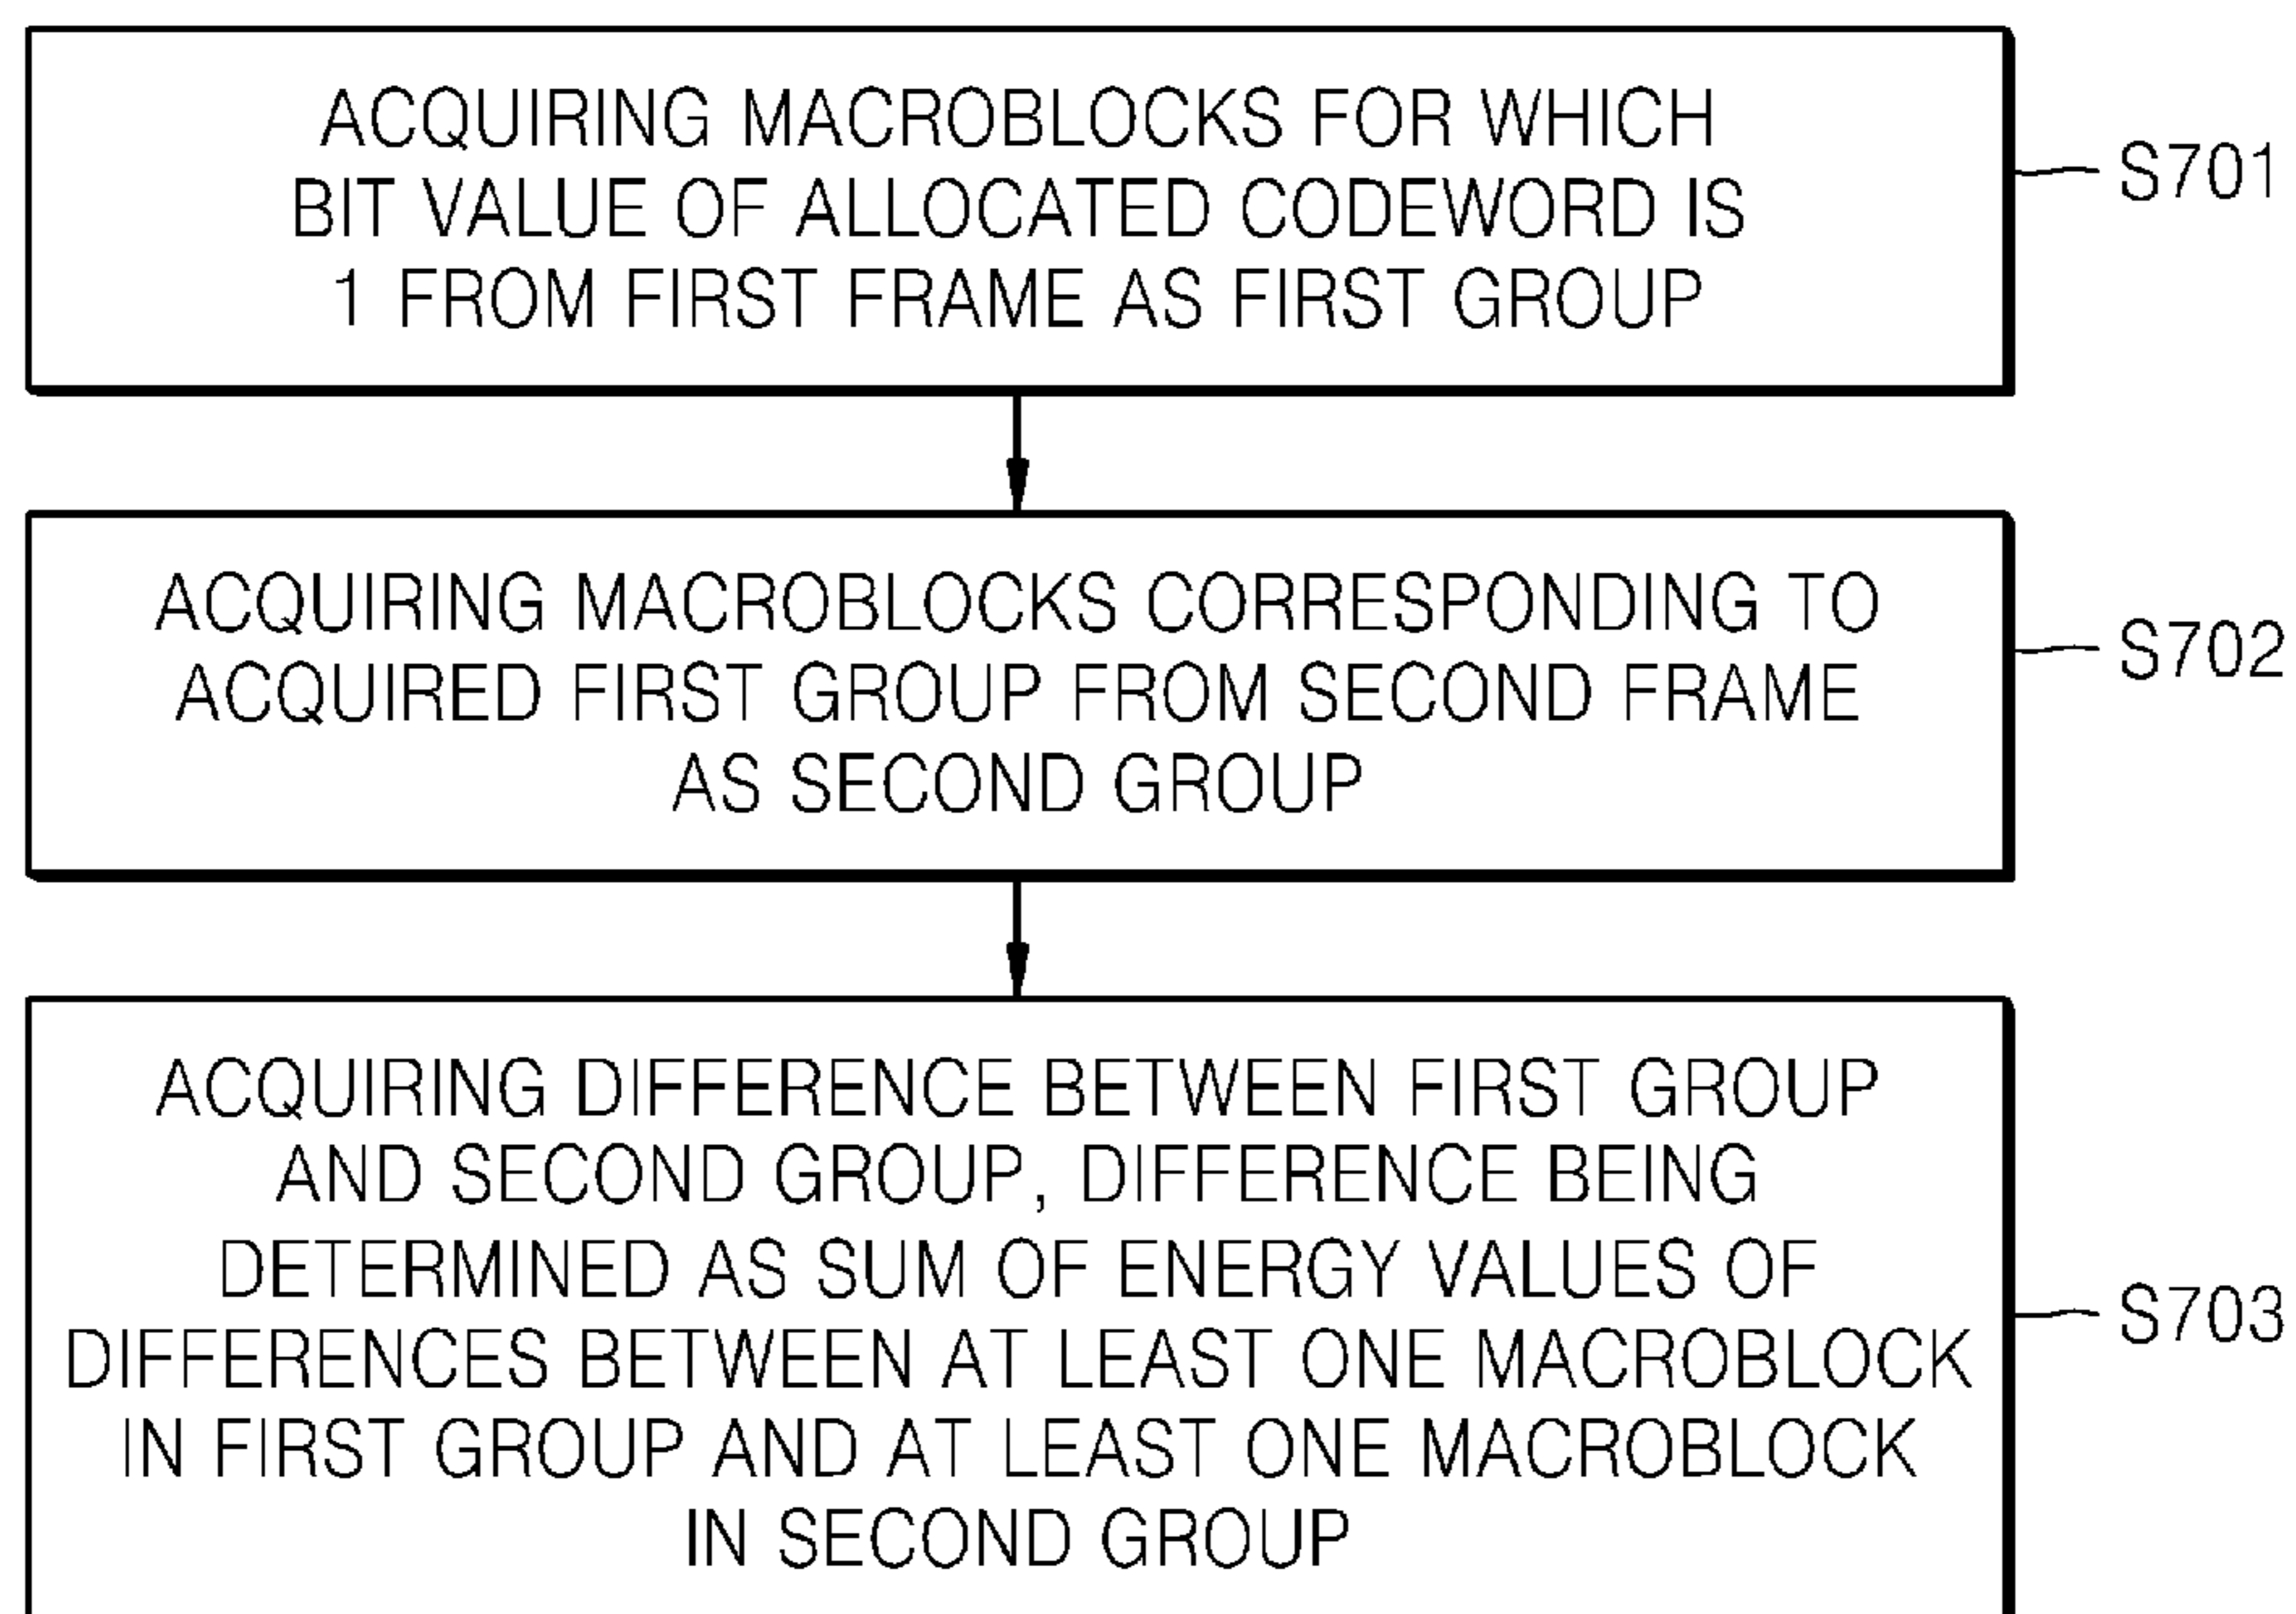 ACQUIRING MACROBLOCKS FOR WHICH
BIT VALUE OF ALLOCATED CODEWORD IS
1 FROM FIRST FRAME AS FIRST GROUP
S701
ACQUIRING MACROBLOCKS CORRESPONDING TO
ACQUIRED FIRST GROUP FROM SECOND FRAME
AS SECOND GROUP
S702
ACQUIRING DIFFERENCE BETWEEN FIRST GROUP
AND SECOND GROUP, DIFFERENCE BEING
DETERMINED AS SUM OF ENERGY VALUES OF
DIFFERENCES BETWEEN AT LEAST ONE MACROBLOCK
IN FIRST GROUP AND AT LEAST ONE MACROBLOCK
IN SECOND GROUP
S703